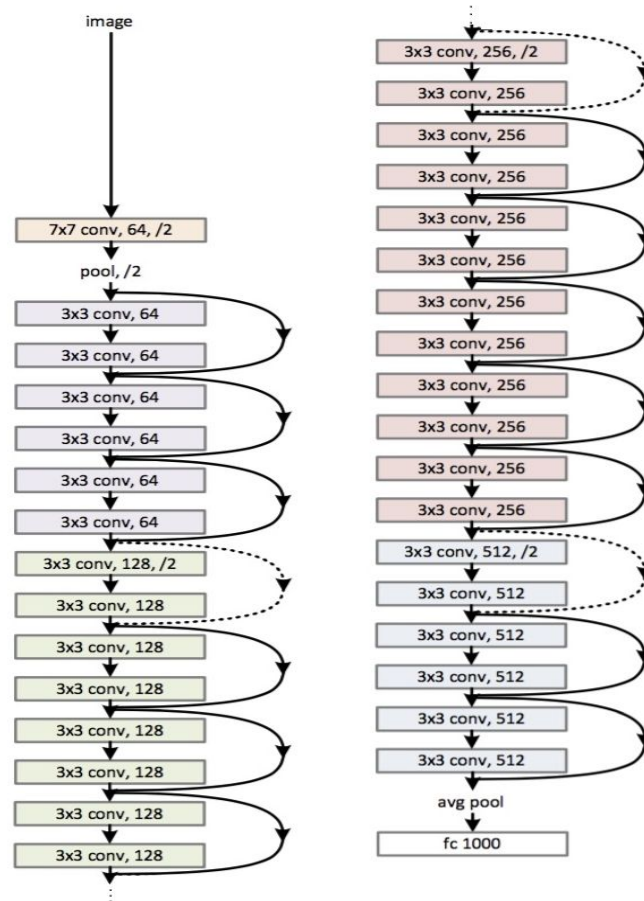 image
7x7 conv, 64, /2
pool, /2
3x3 conv, 64
3x3 conv, 64
3x3 conv, 64
3x3 conv, 64
3x3 conv, 64
3x3 conv, 64
3x3 conv, 128, /2
3x3 conv, 128
3x3 conv, 128
3x3 conv, 128
3x3 conv, 128
3x3 conv, 128
3x3 conv, 128
3x3 conv, 128
3x3 conv, 256, /2
3x3 conv, 256
3x3 conv, 256
3x3 conv, 256
3x3 conv, 256
3x3 conv, 256
3x3 conv, 256
3x3 conv, 256
3x3 conv, 256
3x3 conv, 256
3x3 conv, 256
3x3 conv, 256
3x3 conv, 512, /2
3x3 conv, 512
3x3 conv, 512
3x3 conv, 512
3x3 conv, 512
3x3 conv, 512
avg pool
fc 1000